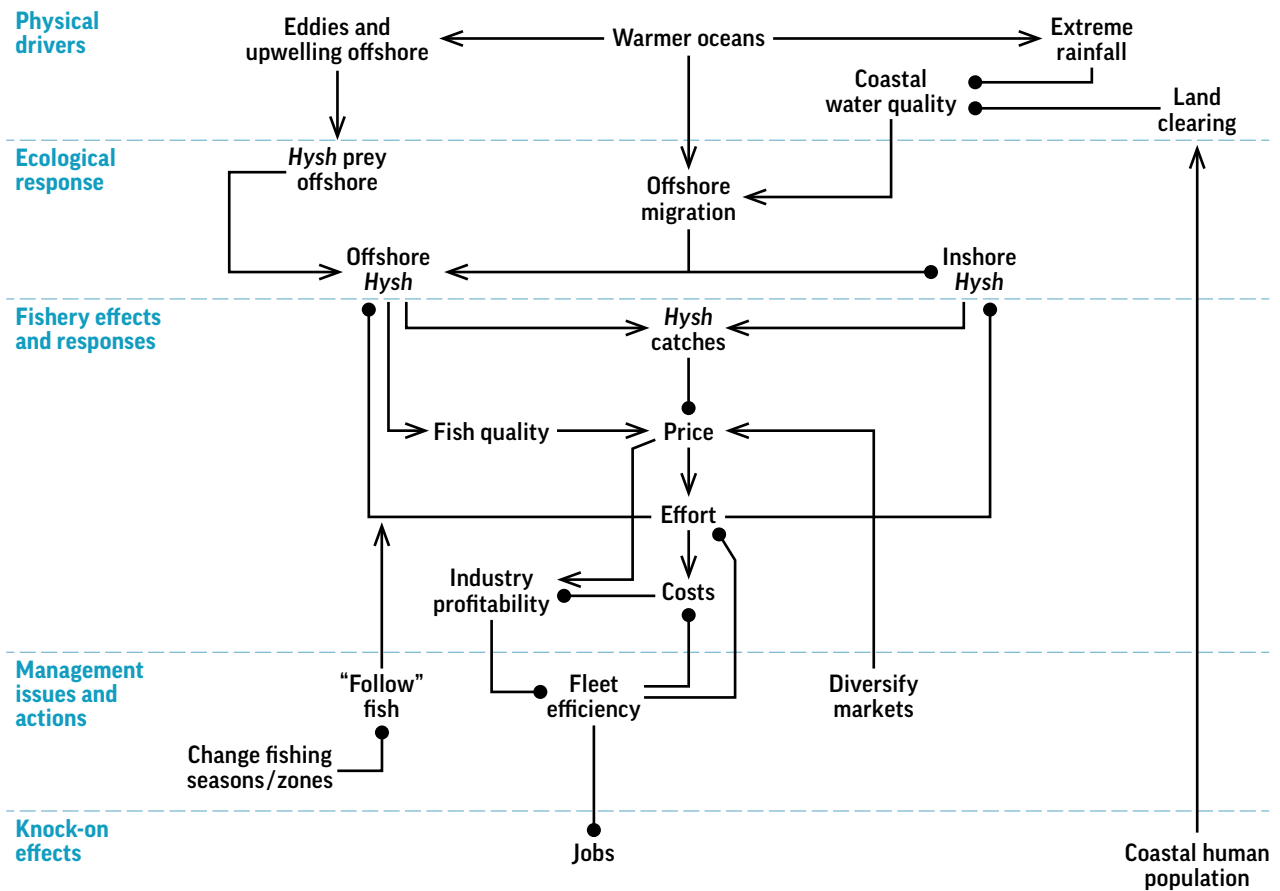 Physical
drivers
Eddies and
upwelling offshore
Warmer oceans
Extreme
rainfall
Coastal
water quality
Land
clearing
Ecological
response
Hysh prey
offshore
Offshore
migration
Offshore
Hysh
Inshore
Hysh
Fishery effects
and responses
Hysh
catches
Fish quality
Price
Effort
Industry
profitability
Costs
Management
issues and
actions
“Follow”
fish
Fleet
efficiency
Diversify
markets
Change fishing
seasons/zones
Knock-on
effects
Jobs
Coastal human
population